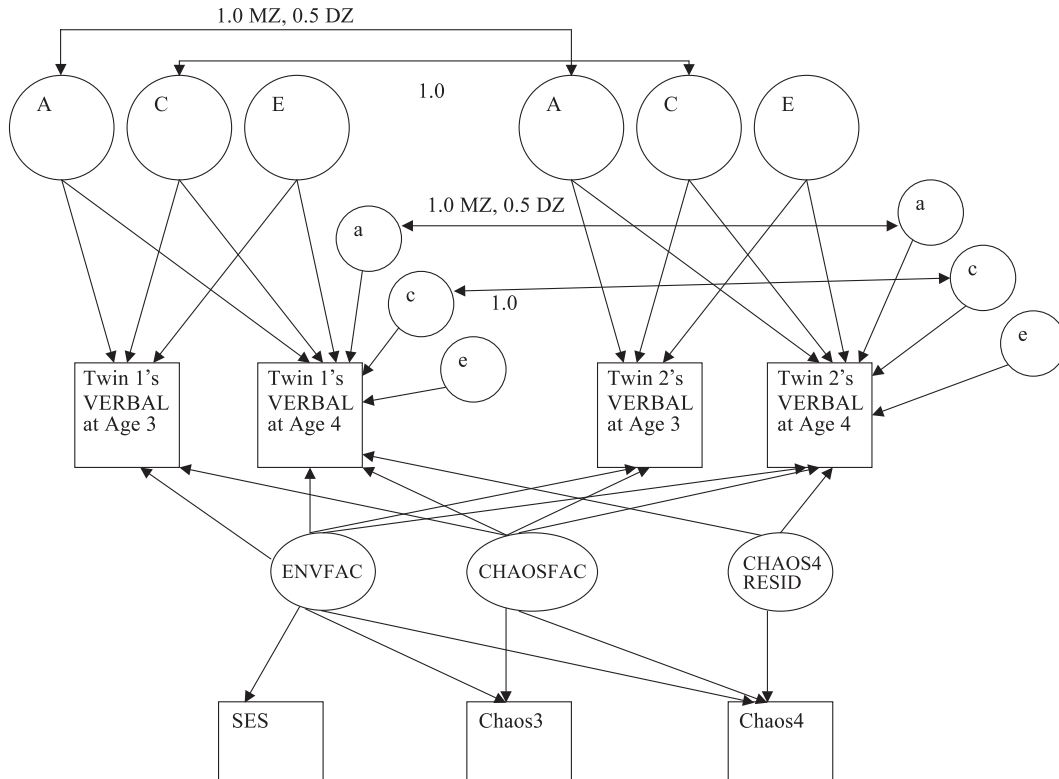 1.0 MZ, 0.5 DZ
1.0
A
C
E
A
C
E
1.0 MZ, 0.5 DZ
a
a
c
c
1.0
e
e
Twin 1's
VERBAL
at Age 3
Twin 1's
VERBAL
at Age 4
Twin 2's
VERBAL
at Age 3
Twin 2's
VERBAL
at Age 4
ENVFAC
CHAOSFAC
CHAOS4
RESID
SES
Chaos3
Chaos4